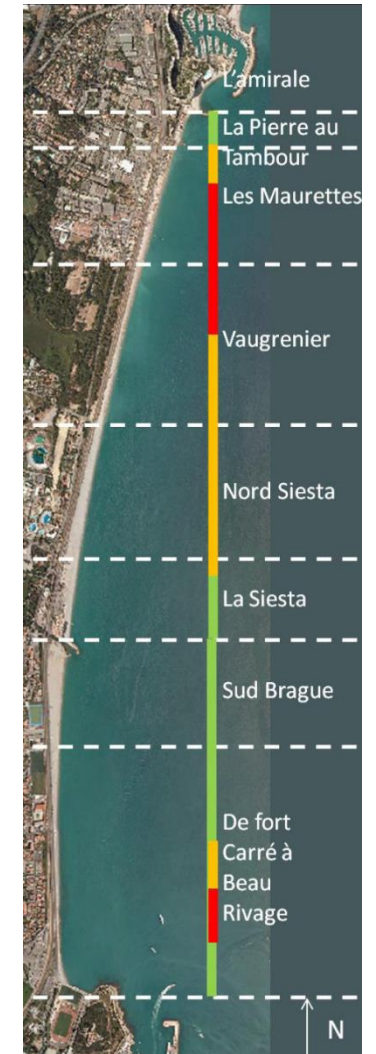 L'amirale
La Pierre au
Tambour
Les Maurettes
Vaugrenier
Nord Siesta
La Siesta
Sud Brague
De fort
Carré à
Beau
Rivage
N